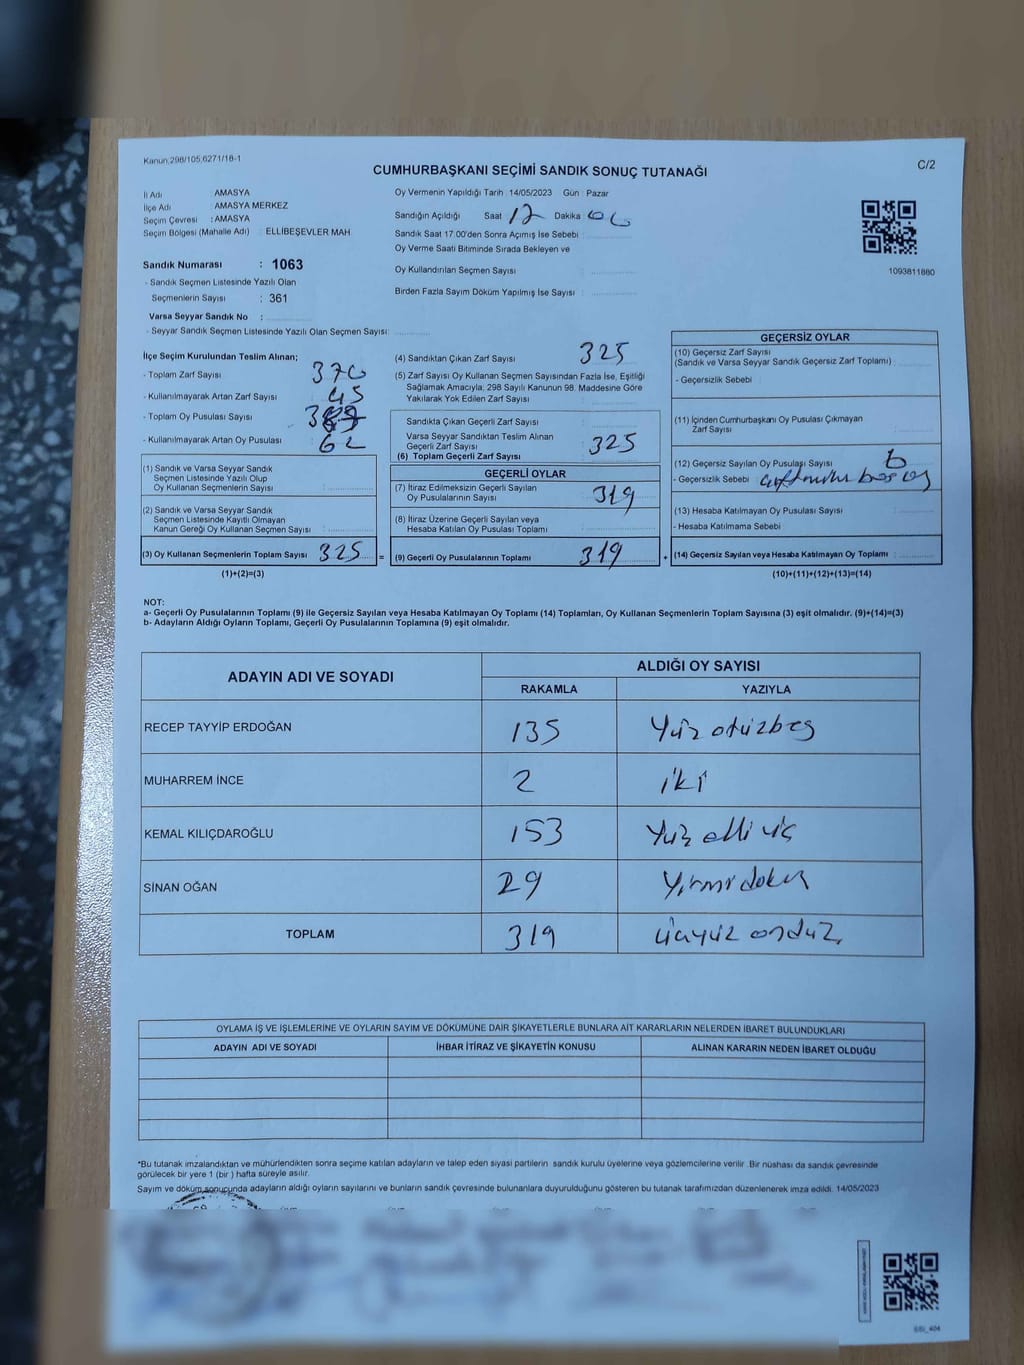 Kanun:298/105,6271/18-1
C/2
CUMHURBAŞKANI SEÇİMİ SANDIK SONUÇ TUTANAĞI
İl Adı AMASYA
İlçe Adı AMASYA MERKEZ
Seçim Çevresi : AMASYA
Seçim Bölgesi (Mahalle Adı) : ELLİBEŞEVLER MAH
Sandık Numarası : 1063
- Sandık Seçmen Listesinde Yazılı Olan
Seçmenlerin Sayısı : 361
Varsa Seyyar Sandık No :
- Seyyar Sandık Seçmen Listesinde Yazılı Olan Seçmen Sayısı:
Oy Vermenin Yapıldığı Tarih : 14/05/2023 Gün : Pazar
Sandığın Açıldığı Saat 17 Dakika :
Sandık Saat 17.00'den Sonra Açımış İse Sebebi :
Oy Verme Saati Bitiminde Sırada Bekleyen ve
Oy Kullandırılan Seçmen Sayısı :
Birden Fazla Sayım Döküm Yapılmış İse Sayısı :
1093811880
İlçe Seçim Kurulundan Teslim Alınan;
- Toplam Zarf Sayısı : 370
- Kullanılmayarak Artan Zarf Sayısı : 45
- Toplam Oy Pusulası Sayısı :
- Kullanılmayarak Artan Oy Pusulası : 62
(1) Sandık ve Varsa Seyyar Sandık
Seçmen Listesinde Yazılı Olup
Oy Kullanan Seçmenlerin Sayısı :
(2) Sandık ve Varsa Seyyar Sandık
Seçmen Listesinde Kayıtlı Olmayan
Kanun Gereği Oy Kullanan Seçmen Sayısı :
(3) Oy Kullanan Seçmenlerin Toplam Sayısı : 325 =
(1)+(2)=(3)
(4) Sandıktan Çıkan Zarf Sayısı : 325
(5) Zarf Sayısı Oy Kullanan Seçmen Sayısından Fazla İse, Eşitliği
Sağlamak Amacıyla; 298 Sayılı Kanunun 98. Maddesine Göre
Yakılarak Yok Edilen Zarf Sayısı :
Sandıkta Çıkan Geçerli Zarf Sayısı :
Varsa Seyyar Sandıktan Teslim Alınan
Geçerli Zarf Sayısı :
(6) Toplam Geçerli Zarf Sayısı : 325
GEÇERLİ OYLAR
(7) İtiraz Edilmeksizin Geçerli Sayılan
Oy Pusulalarının Sayısı : 319
(8) İtiraz Üzerine Geçerli Sayılan veya
Hesaba Katılan Oy Pusulası Toplamı :
(9) Geçerli Oy Pusulalarının Toplamı : 319 +
GEÇERSİZ OYLAR
(10) Geçersiz Zarf Sayısı
(Sandık ve Varsa Seyyar Sandık Geçersiz Zarf Toplamı) :
- Geçersizlik Sebebi :
(11) İçinden Cumhurbaşkanı Oy Pusulası Çıkmayan
Zarf Sayısı :
(12) Geçersiz Sayılan Oy Pusulası Sayısı : 6
- Geçersizlik Sebebi
(13) Hesaba Katılmayan Oy Pusulası Sayısı :
- Hesaba Katılmama Sebebi :
(14) Geçersiz Sayılan veya Hesaba Katılmayan Oy Toplamı :
(10)+(11)+(12)+(13)=(14)
NOT:
a- Geçerli Oy Pusulalarının Toplamı (9) ile Geçersiz Sayılan veya Hesaba Katılmayan Oy Toplamı (14) Toplamları, Oy Kullanan Seçmenlerin Toplam Sayısına (3) eşit olmalıdır. (9)+(14)=(3)
b- Adayların Aldığı Oyların Toplamı, Geçerli Oy Pusulalarının Toplamına (9) eşit olmalıdır.
ADAYIN ADI VE SOYADI ALDIĞI OY SAYISI
RAKAMLA YAZIYLA
RECEP TAYYİP ERDOĞAN 135 Yüz otuzbeş
MUHARREM İNCE 2 iki
KEMAL KILIÇDAROĞLU 153 Yüz elli üç
SİNAN OĞAN 29 Yirmi dokuz
TOPLAM 319 üçyüz ondokuz
OYLAMA İŞ VE İŞLEMLERİNE VE OYLARIN SAYIM VE DÖKÜMÜNE DAİR ŞİKAYETLERLE BUNLARA AİT KARARLARIN NELERDEN İBARET BULUNDUKLARI
ADAYIN ADI VE SOYADI İHBAR İTİRAZ VE ŞİKAYETİN KONUSU ALINAN KARARIN NEDEN İBARET OLDUĞU
*Bu tutanak imzalandıktan ve mühürlendikten sonra seçime katılan adayların ve talep eden siyasi partilerin sandık kurulu üyelerine veya gözlemcilerine verilir. Bir nüshası da sandık çevresinde
görülecek bir yere 1 (bir) hafta süreyle asılır.
Sayım ve döküm sonucunda adayların aldığı oyların sayılarını ve bunların sandık çevresinde bulunanlara duyurulduğunu gösteren bu tutanak tarafımızdan düzenlenerek imza edildi. 14/05/2023